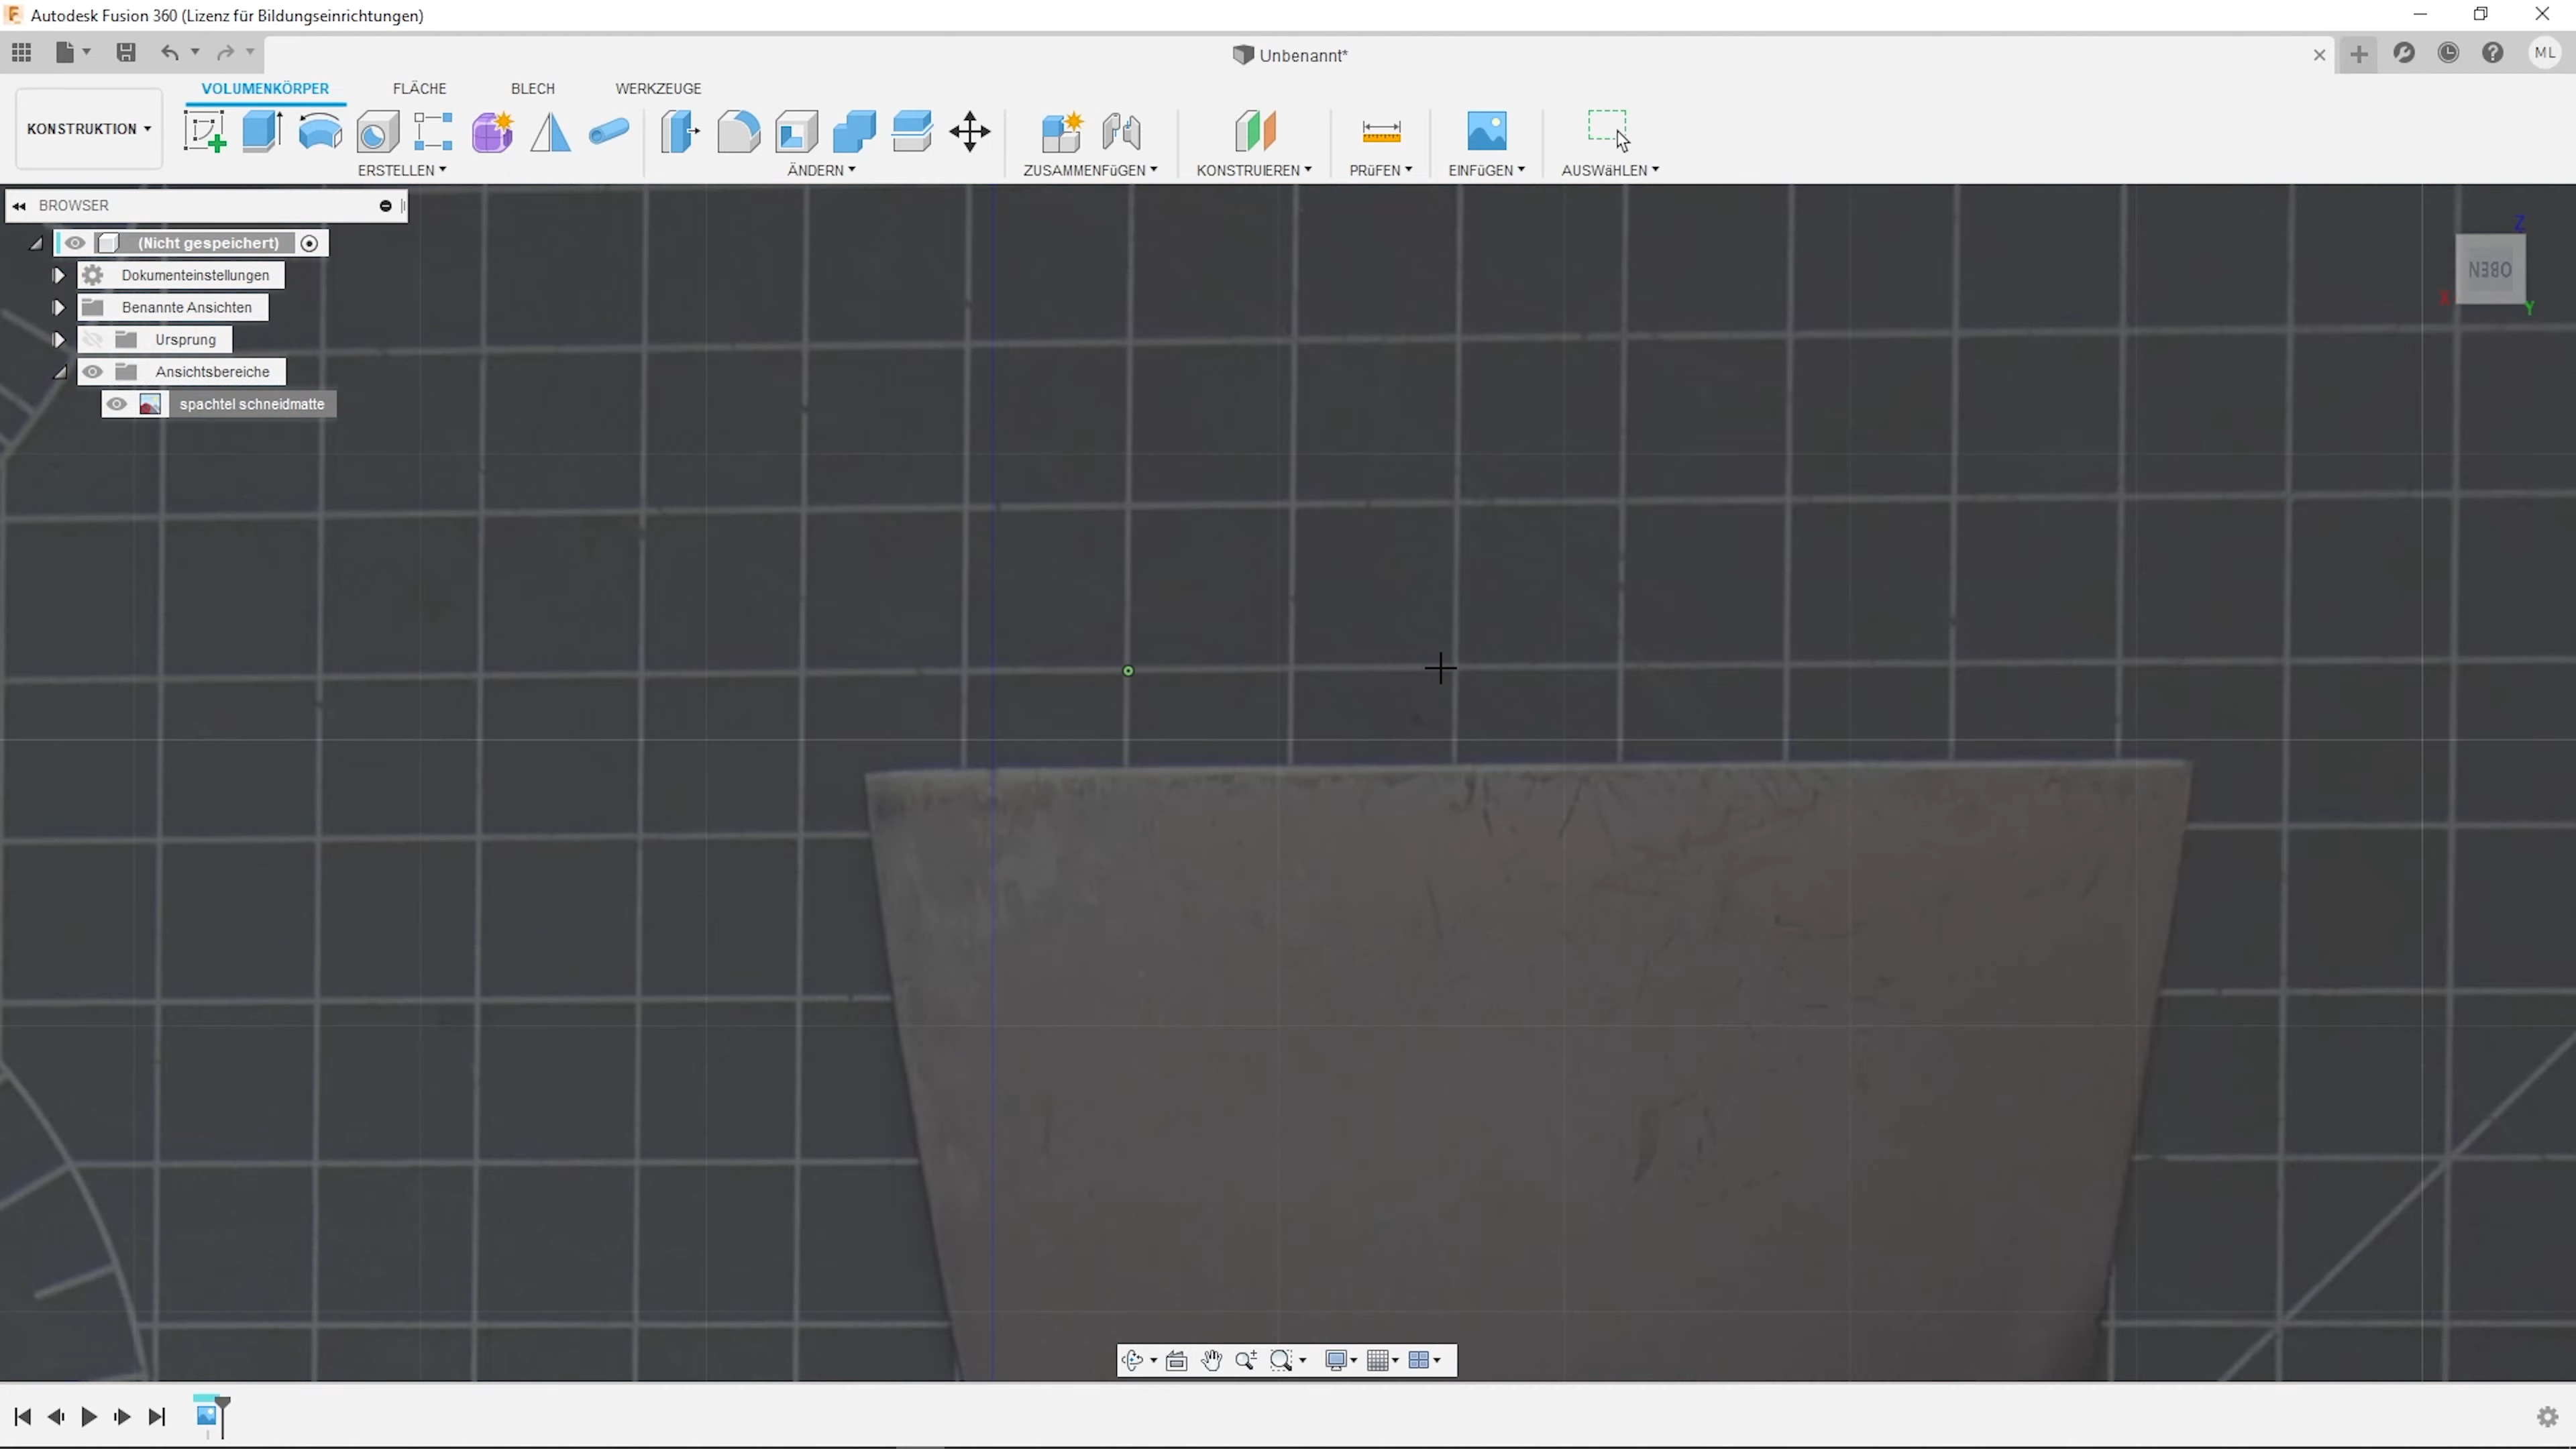 Autodesk Fusion 360 (Lizenz für Bildungseinrichtungen)
Unbenannt*
ML
KONSTRUKTION
VOLUMENKÖRPER FLÄCHE BLECH WERKZEUGE
ERSTELLEN ÄNDERN ZUSAMMENFüGEN KONSTRUIEREN PRüFEN EINFüGEN AUSWäHLEN
BROWSER
(Nicht gespeichert)
Dokumenteinstellungen
Benannte Ansichten
Ursprung
Ansichtsbereiche
spachtel schneidmatte
Z
OBEN
X
Y